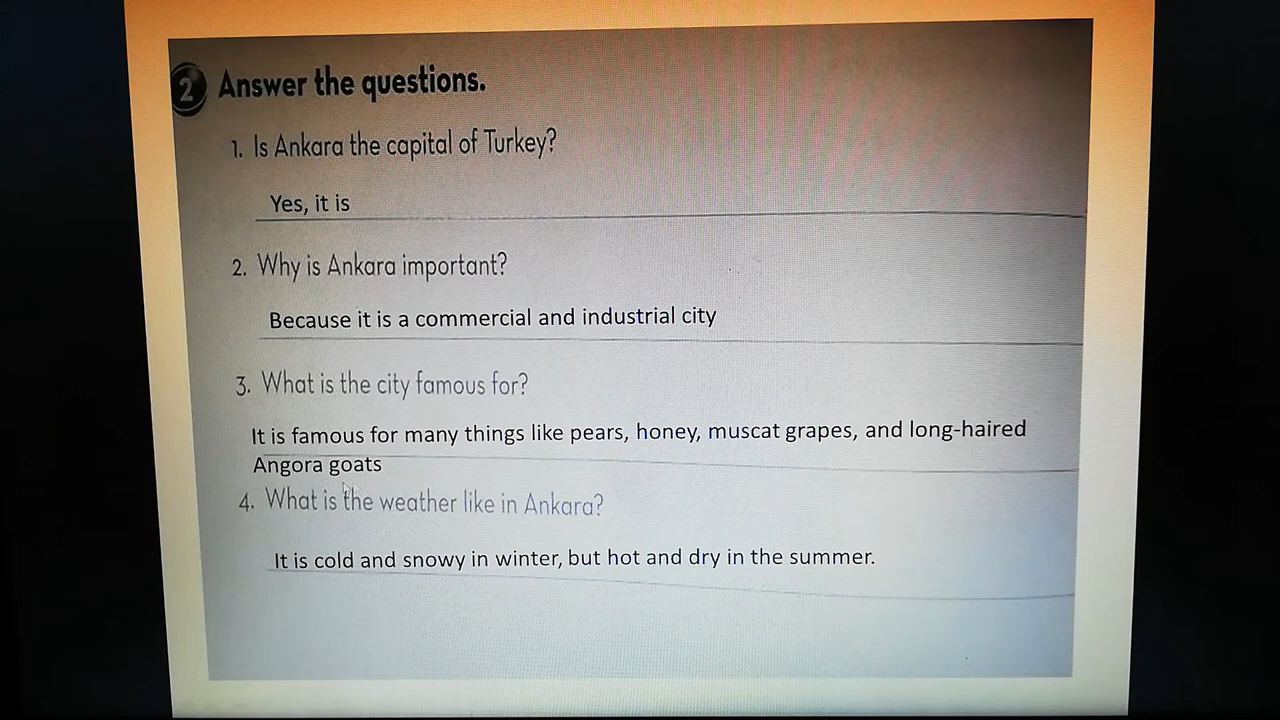 2 Answer the questions.
1. Is Ankara the capital of Turkey?
Yes, it is
2. Why is Ankara important?
Because it is a commercial and industrial city
3. What is the city famous for?
It is famous for many things like pears, honey, muscat grapes, and long-haired
Angora goats
4. What is the weather like in Ankara?
It is cold and snowy in winter, but hot and dry in the summer.